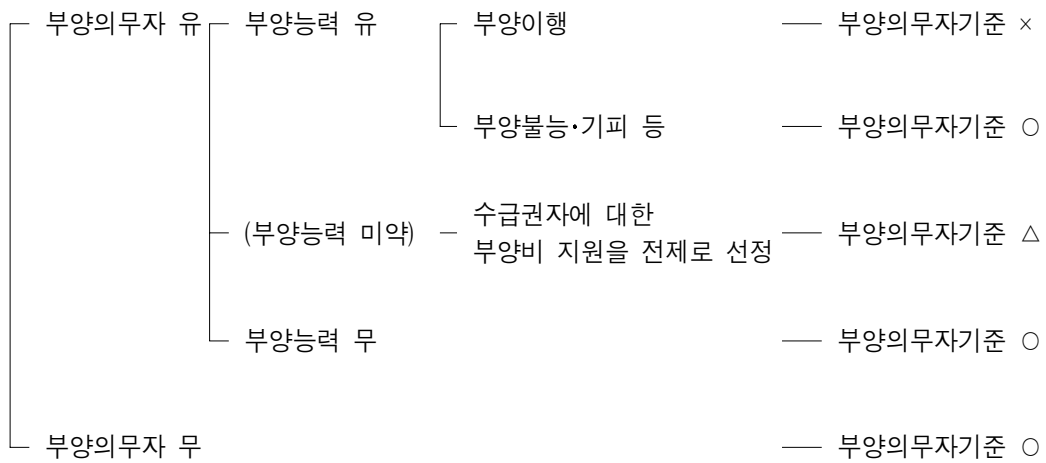 부양의무자 유 부양능력 유 부양이행 부양의무자기준 ×
부양불능·기피 등 부양의무자기준 ○
(부양능력 미약) 수급권자에 대한
부양비 지원을 전제로 선정 부양의무자기준 △
부양능력 무 부양의무자기준 ○
부양의무자 무 부양의무자기준 ○